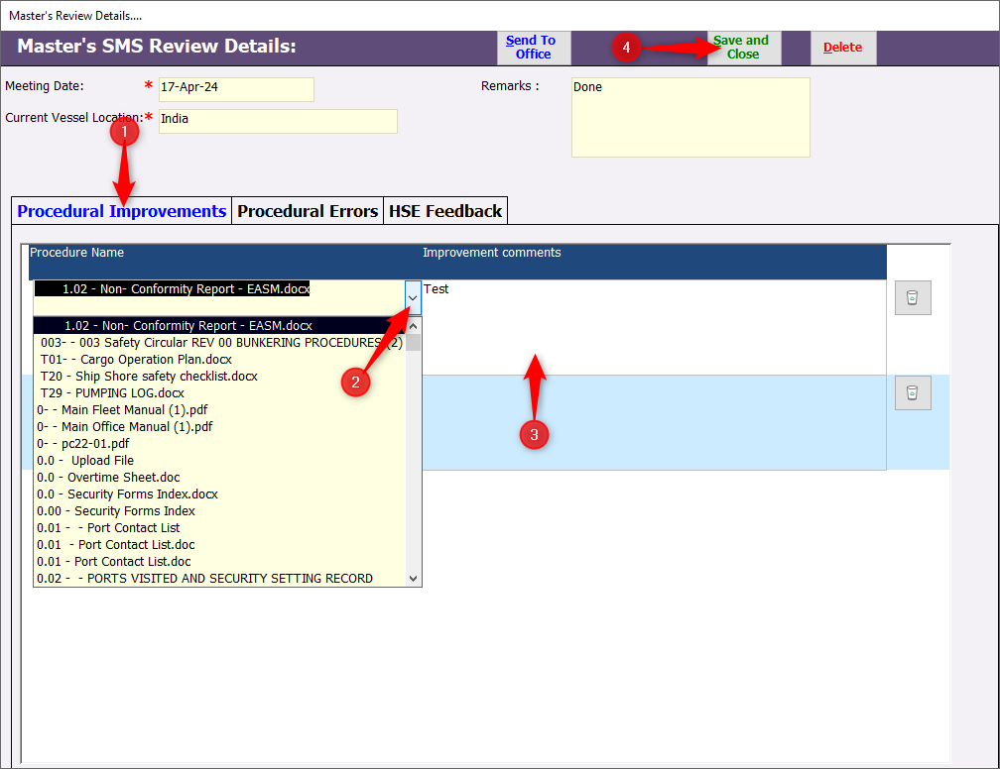 Master's Review Details....
Master's SMS Review Details:
Send To
Office
4
Save and
Close
Delete
Meeting Date:
*
17-Apr-24
Remarks :
Done
Current Vessel Location:
*
India
1
Procedural Improvements
Procedural Errors
HSE Feedback
Procedure Name
Improvement comments
1.02 - Non- Conformity Report - EASM.docx
Test
1.02 - Non- Conformity Report - EASM.docx
003- - 003 Safety Circular REV 00 BUNKERING PROCEDURES (2)
T01- - Cargo Operation Plan.docx
T20 - Ship Shore safety checklist.docx
T29 - PUMPING LOG.docx
0- - Main Fleet Manual (1).pdf
0- - Main Office Manual (1).pdf
0- - pc22-01.pdf
0.0 - Upload File
0.0 - Overtime Sheet.doc
0.0 - Security Forms Index.docx
0.00 - Security Forms Index
0.01 - - Port Contact List
0.01 - Port Contact List.doc
0.01 - Port Contact List.doc
0.02 - - PORTS VISITED AND SECURITY SETTING RECORD
2
3